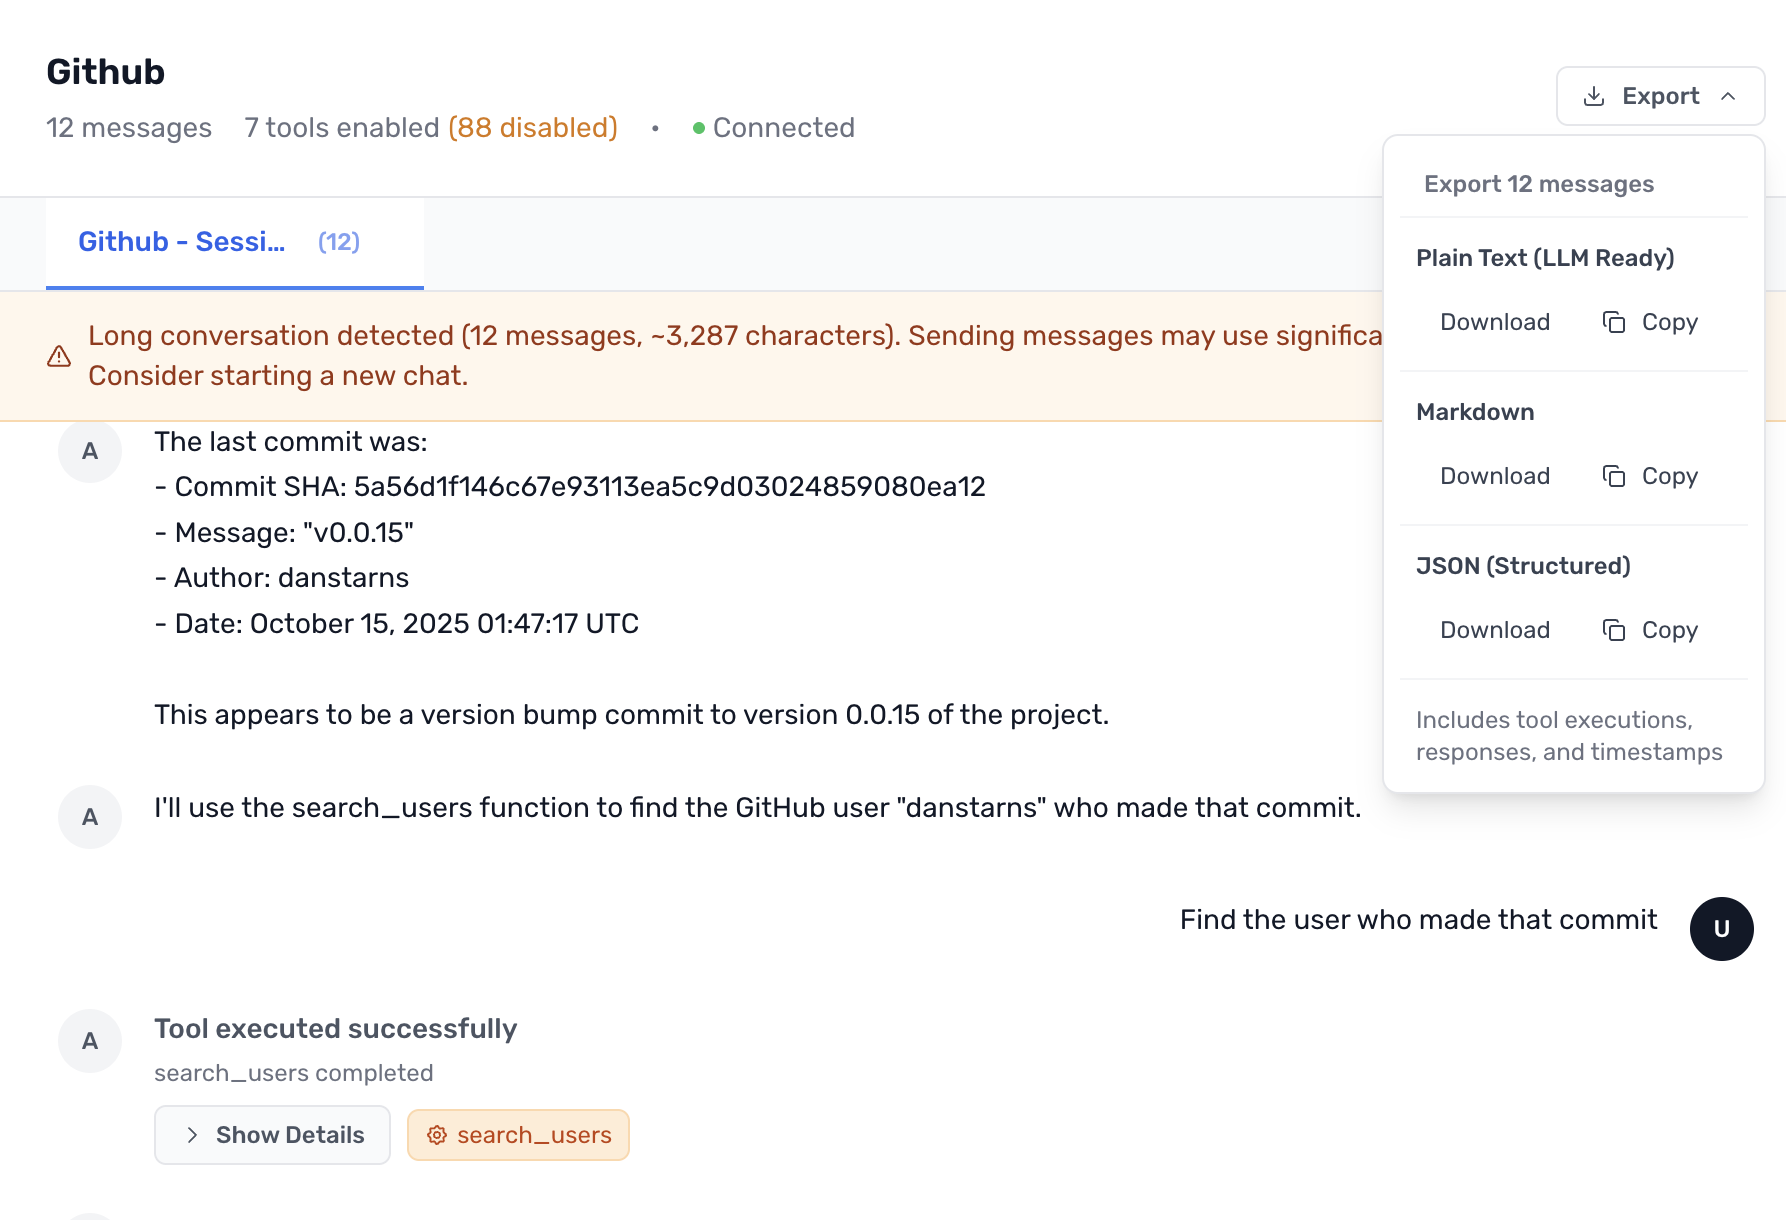 Github
12 messages 7 tools enabled (88 disabled) • Connected
Export
Export 12 messages
Plain Text (LLM Ready)
Download Copy
Markdown
Download Copy
JSON (Structured)
Download Copy
Includes tool executions,
responses, and timestamps
Github - Sessi... (12)
Long conversation detected (12 messages, ~3,287 characters). Sending messages may use significa
Consider starting a new chat.
A
The last commit was:
- Commit SHA: 5a56d1f146c67e93113ea5c9d03024859080ea12
- Message: "v0.0.15"
- Author: danstarns
- Date: October 15, 2025 01:47:17 UTC
This appears to be a version bump commit to version 0.0.15 of the project.
A
I'll use the search_users function to find the GitHub user "danstarns" who made that commit.
Find the user who made that commit
U
A
Tool executed successfully
search_users completed
Show Details search_users